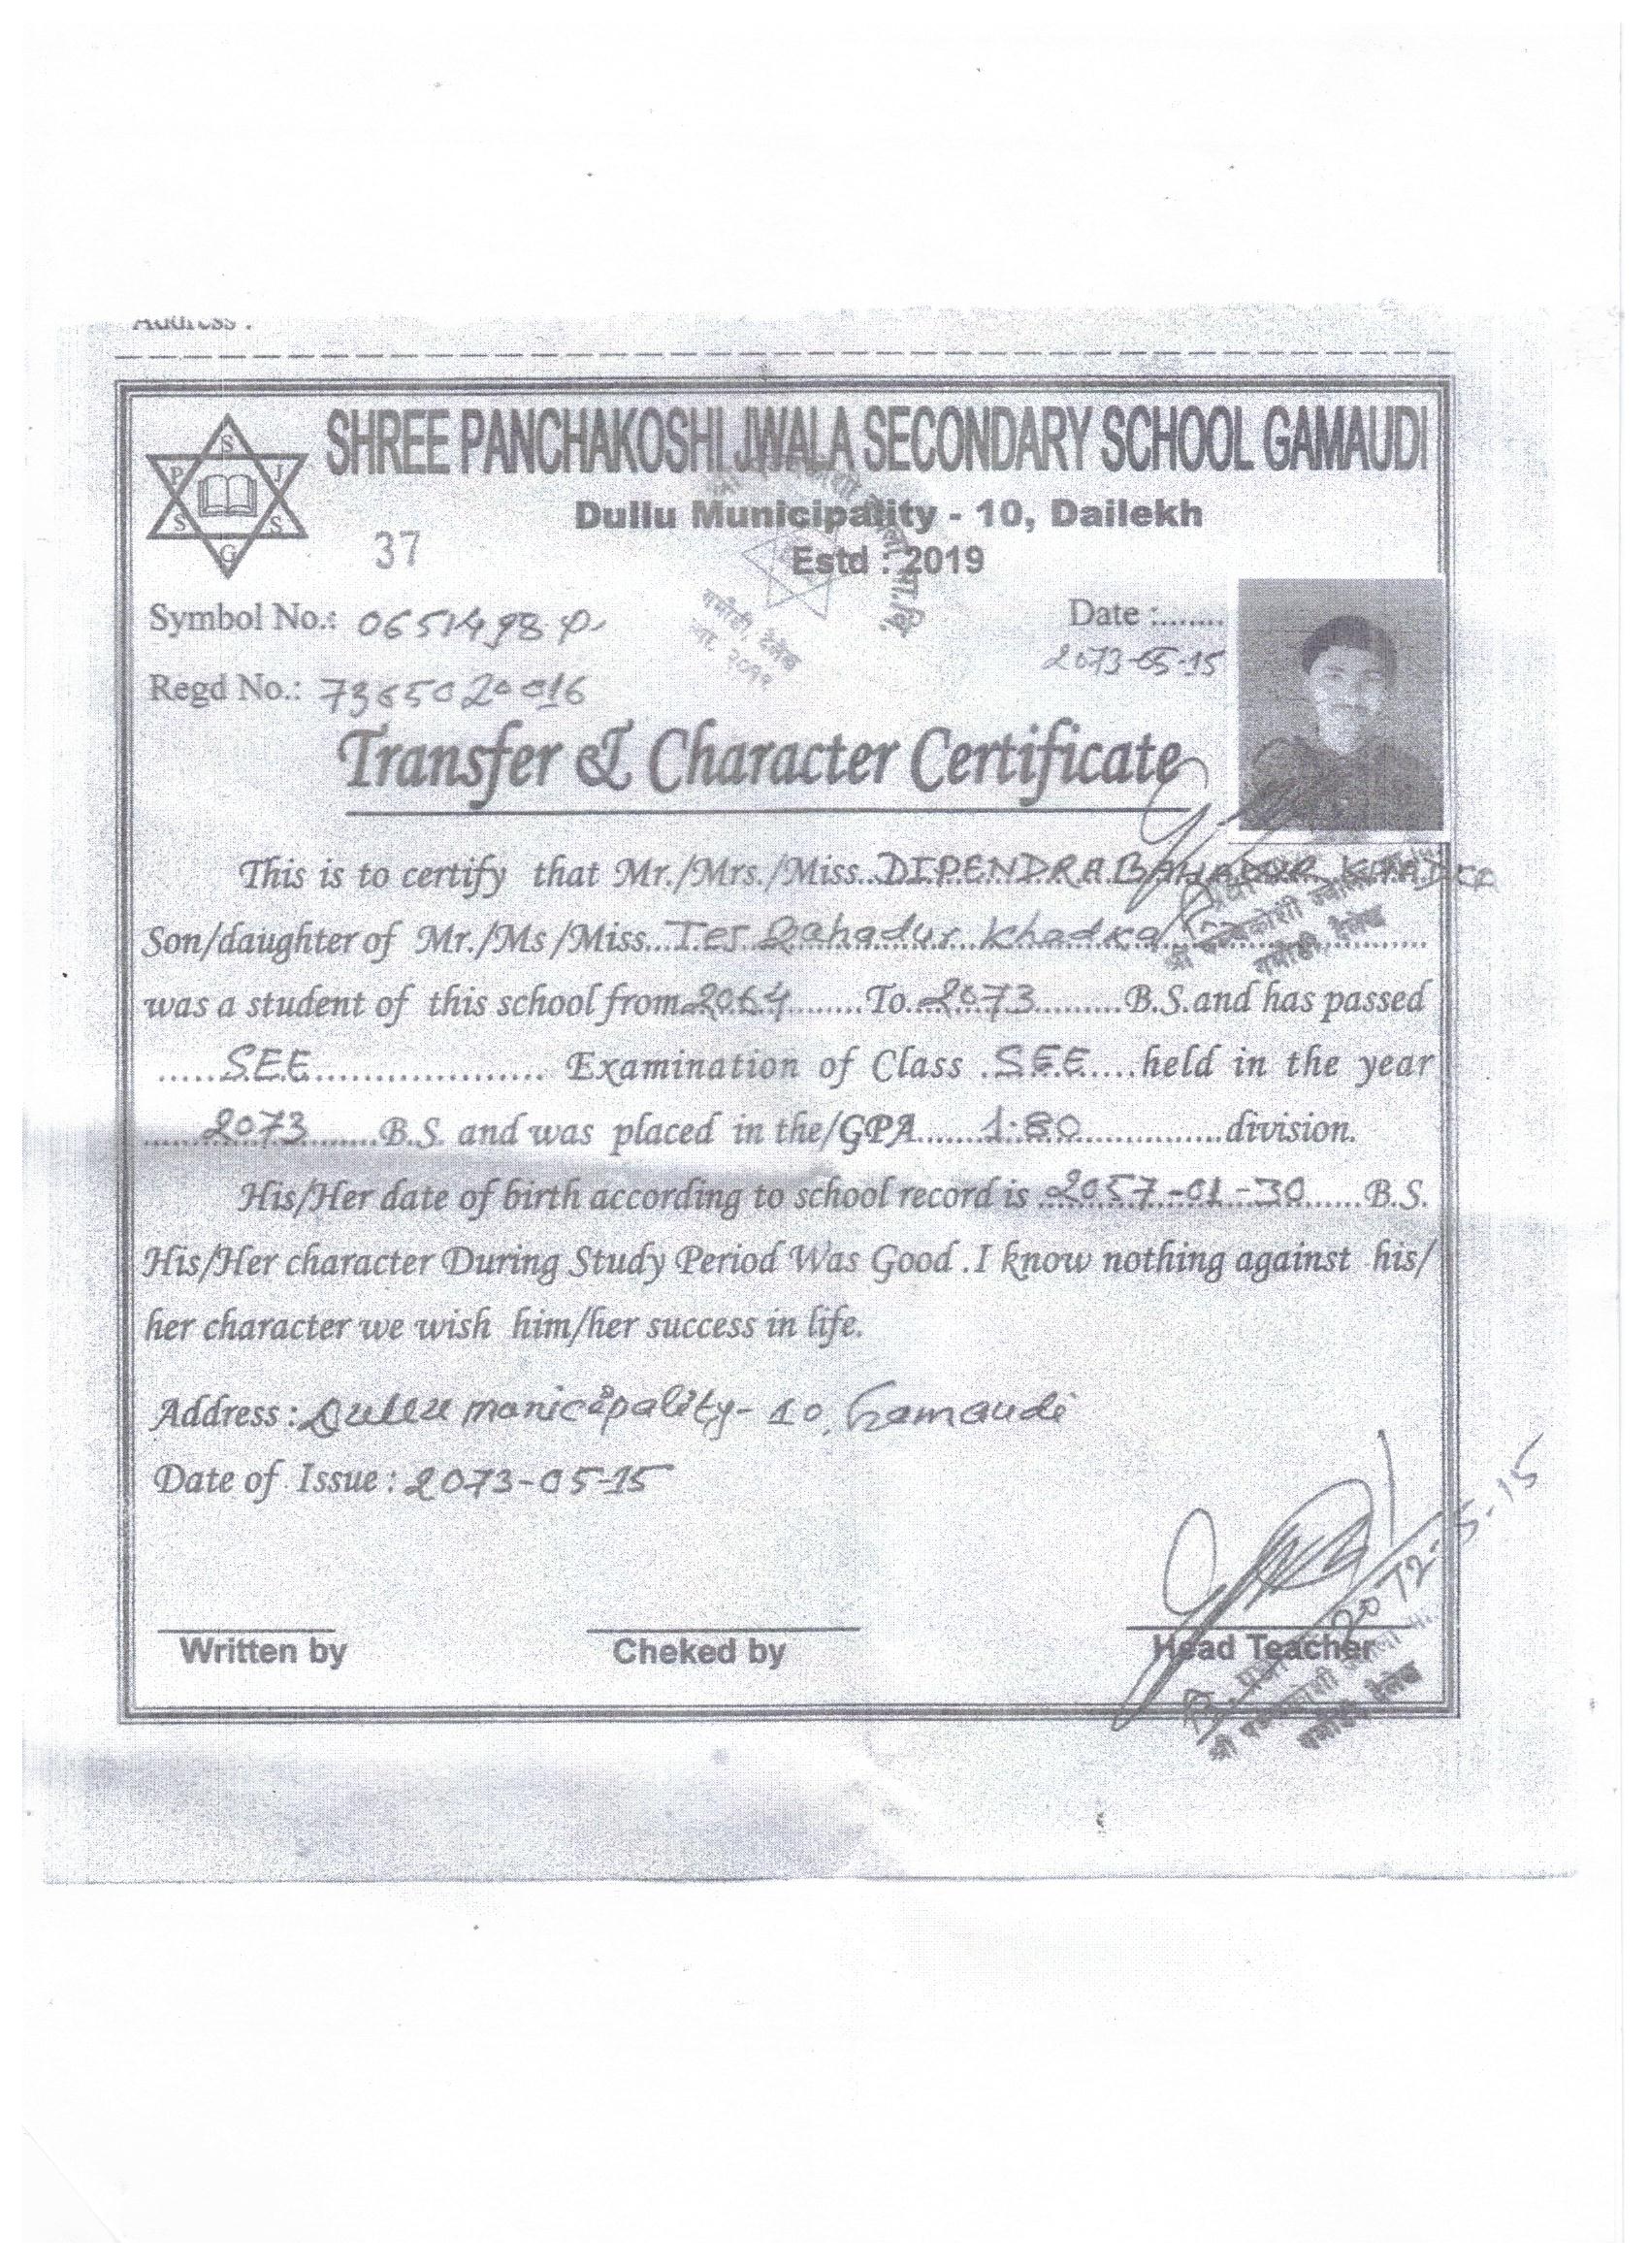 SHREE PANCHAKOSHI JWALA SECONDARY SCHOOL GAMAUDI
S
P J
S S
G
Dullu Municipality - 10, Dailekh
37
Estd : 2019
Symbol No.: 0651498 P
Date :........
2073-05-15
Regd No.: 7365020016
गमौडी, दैलेख
Transfer & Character Certificate
This is to certify that Mr./Mrs./Miss..DIPENDRA BAHADUR KHADKA
Son/daughter of Mr./Ms /Miss...Tej Bahadur Khadka
was a student of this school from 2064 ........To..2073.........B.S.and has passed
.....SEE...................... Examination of Class .SEE.....held in the year
......2073.......B.S. and was placed in the/GPA.......1.80..............division.
His/Her date of birth according to school record is ..2057-01-30......B.S.
His/Her character During Study Period Was Good .I know nothing against his/
her character we wish him/her success in life.
Address : Dullu municipality- 10, Gamaudi
Date of Issue : 2073-05-15
Written by
Cheked by
Head Teacher
गमौडी, दैलेख